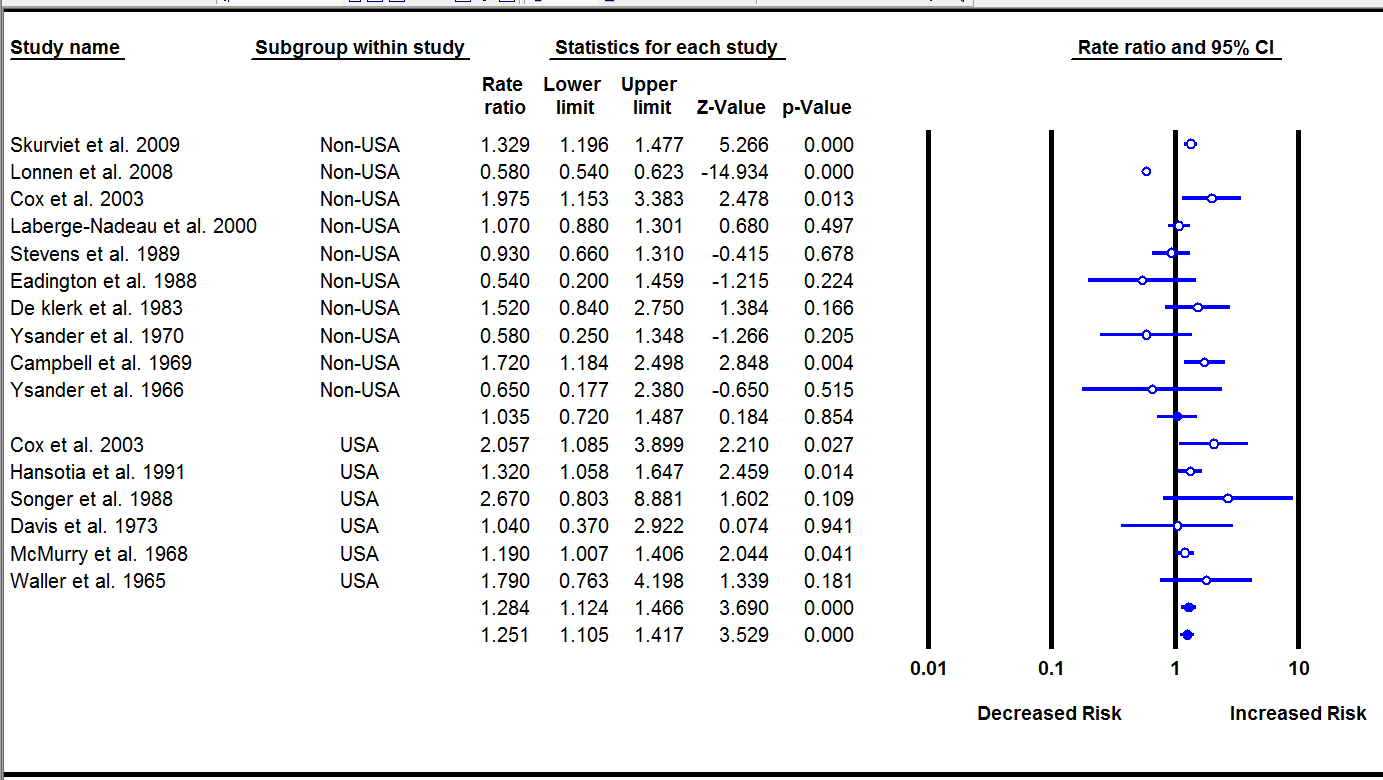 Study name Subgroup within study Statistics for each study Rate ratio and 95% CI
Rate Lower Upper
ratio limit limit Z-Value p-Value
Skurviet et al. 2009 Non-USA 1.329 1.196 1.477 5.266 0.000
Lonnen et al. 2008 Non-USA 0.580 0.540 0.623 -14.934 0.000
Cox et al. 2003 Non-USA 1.975 1.153 3.383 2.478 0.013
Laberge-Nadeau et al. 2000 Non-USA 1.070 0.880 1.301 0.680 0.497
Stevens et al. 1989 Non-USA 0.930 0.660 1.310 -0.415 0.678
Eadington et al. 1988 Non-USA 0.540 0.200 1.459 -1.215 0.224
De klerk et al. 1983 Non-USA 1.520 0.840 2.750 1.384 0.166
Ysander et al. 1970 Non-USA 0.580 0.250 1.348 -1.266 0.205
Campbell et al. 1969 Non-USA 1.720 1.184 2.498 2.848 0.004
Ysander et al. 1966 Non-USA 0.650 0.177 2.380 -0.650 0.515
1.035 0.720 1.487 0.184 0.854
Cox et al. 2003 USA 2.057 1.085 3.899 2.210 0.027
Hansotia et al. 1991 USA 1.320 1.058 1.647 2.459 0.014
Songer et al. 1988 USA 2.670 0.803 8.881 1.602 0.109
Davis et al. 1973 USA 1.040 0.370 2.922 0.074 0.941
McMurry et al. 1968 USA 1.190 1.007 1.406 2.044 0.041
Waller et al. 1965 USA 1.790 0.763 4.198 1.339 0.181
1.284 1.124 1.466 3.690 0.000
1.251 1.105 1.417 3.529 0.000
0.01 0.1 1 10
Decreased Risk Increased Risk